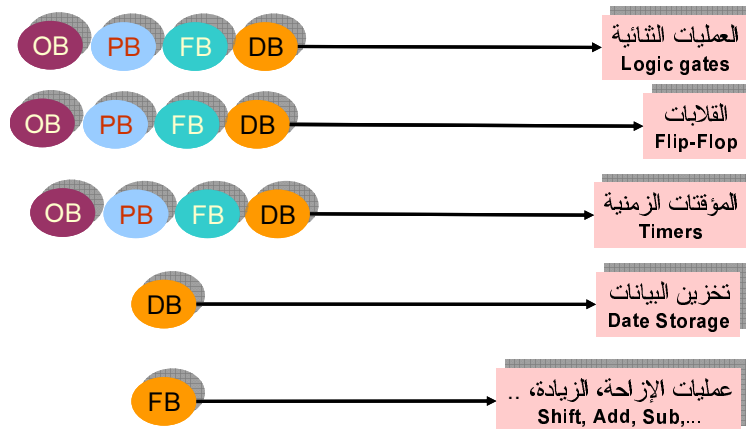 OB PB FB DB
العمليات الثنائية
Logic gates
OB PB FB DB
القلابات
Flip-Flop
OB PB FB DB
المؤقتات الزمنية
Timers
DB
تخزين البيانات
Date Storage
FB
عمليات الإزاحة، الزيادة، ..
Shift, Add, Sub,...